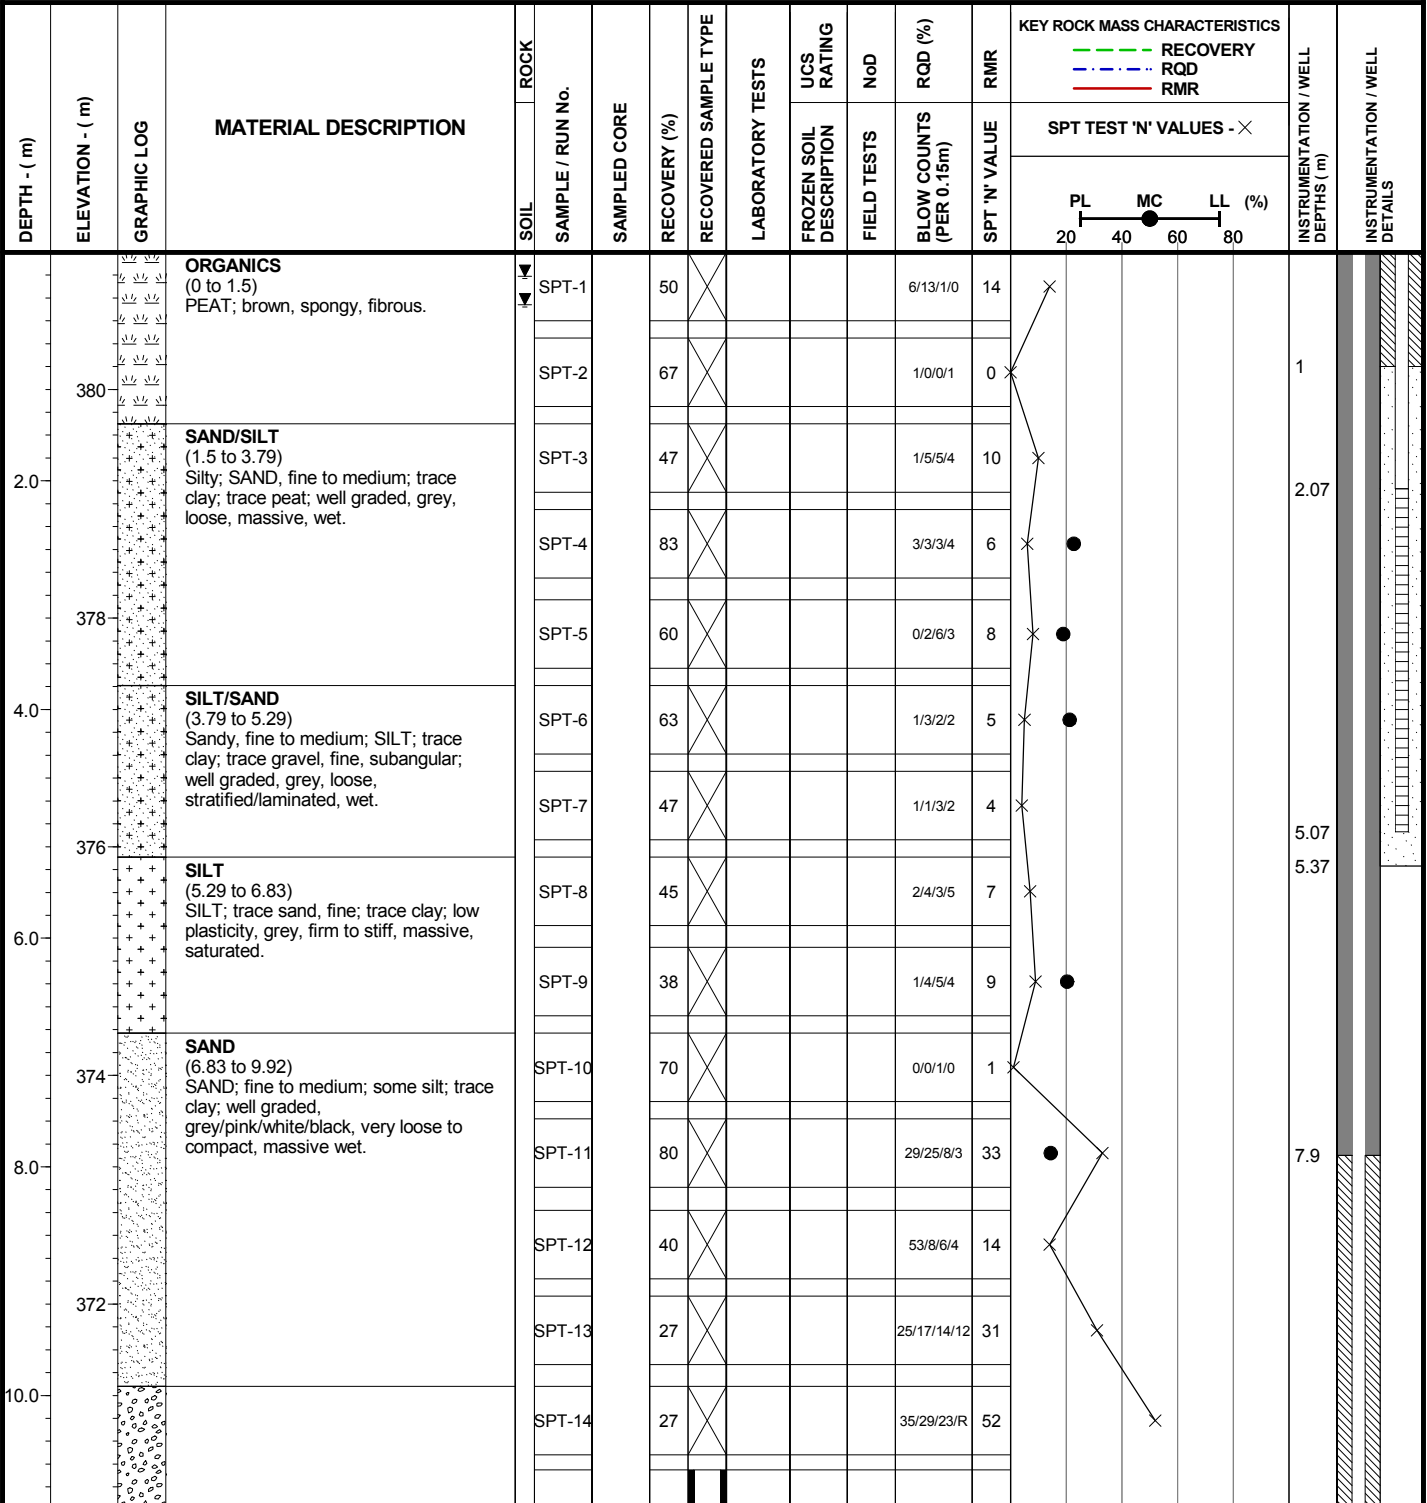 DEPTH - ( m)
ELEVATION - ( m)
GRAPHIC LOG
MATERIAL DESCRIPTION
SOIL
ROCK
SAMPLE / RUN No.
SAMPLED CORE
RECOVERY (%)
RECOVERED SAMPLE TYPE
LABORATORY TESTS
UCS RATING
FROZEN SOIL DESCRIPTION
NoD
FIELD TESTS
RQD (%)
BLOW COUNTS (PER 0.15m)
RMR
SPT 'N' VALUE
KEY ROCK MASS CHARACTERISTICS
RECOVERY
RQD
RMR
SPT TEST 'N' VALUES - ×
PL MC LL (%)
20 40 60 80
INSTRUMENTATION / WELL DEPTHS ( m)
INSTRUMENTATION / WELL DETAILS
ORGANICS
(0 to 1.5)
PEAT; brown, spongy, fibrous.
SPT-1 50 6/13/1/0 14
1
SPT-2 67 1/0/0/1 0
380
SAND/SILT
(1.5 to 3.79)
Silty; SAND, fine to medium; trace
clay; trace peat; well graded, grey,
loose, massive, wet.
SPT-3 47 1/5/5/4 10
2.0
2.07
SPT-4 83 3/3/3/4 6
378
SPT-5 60 0/2/6/3 8
SILT/SAND
(3.79 to 5.29)
Sandy, fine to medium; SILT; trace
clay; trace gravel, fine, subangular;
well graded, grey, loose,
stratified/laminated, wet.
4.0
SPT-6 63 1/3/2/2 5
SPT-7 47 1/1/3/2 4
5.07
376
5.37
SILT
(5.29 to 6.83)
SILT; trace sand, fine; trace clay; low
plasticity, grey, firm to stiff, massive,
saturated.
SPT-8 45 2/4/3/5 7
6.0
SPT-9 38 1/4/5/4 9
SAND
(6.83 to 9.92)
SAND; fine to medium; some silt; trace
clay; well graded,
grey/pink/white/black, very loose to
compact, massive wet.
374
SPT-10 70 0/0/1/0 1
SPT-11 80 29/25/8/3 33
7.9
8.0
SPT-12 40 53/8/6/4 14
372
SPT-13 27 25/17/14/12 31
10.0
SPT-14 27 35/29/23/R 52